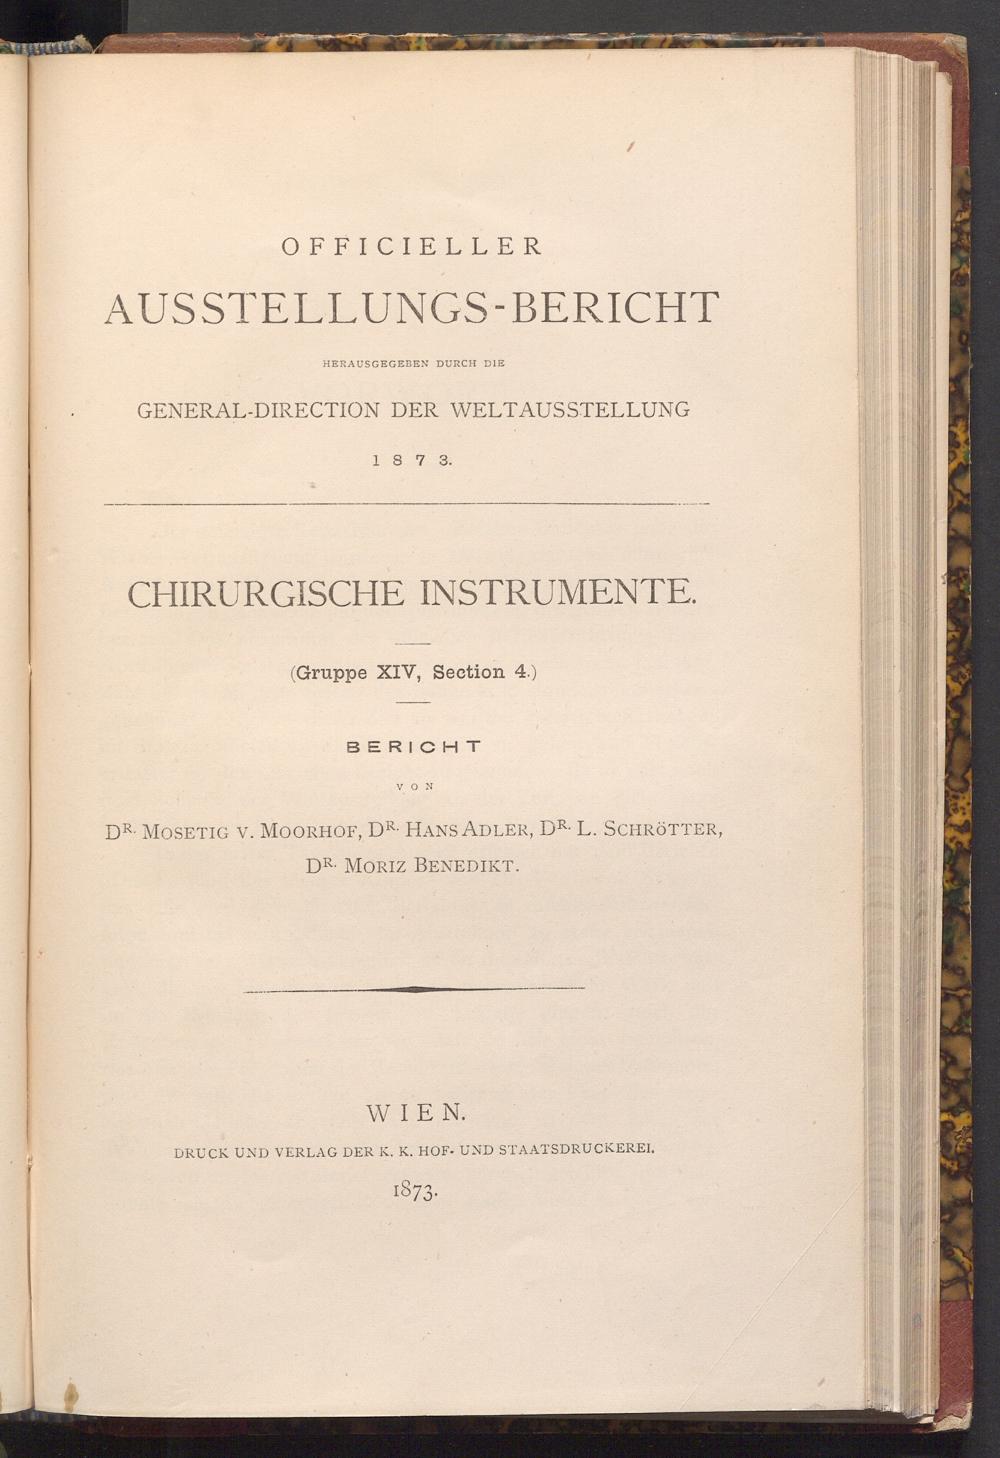 OFFICIELLER
AUSSTELLUNGS-BERICHT
HERAUSGEGEBEN DURCH DIE
GENERAL-DIRECTION DER WELTAUSSTELLUNG
1873.
CHIRURGISCHE INSTRUMENTE.
(Gruppe XIV, Section 4.)
BERICHT
VON
DR. MOSETIG V. MOORHOF, DR. HANS ADLER, DR. L. SCHRÖTTER,
DR. MORIZ BENEDIKT.
WIEN.
DRUCK UND VERLAG DER K. K. HOF- UND STAATSDRUCKEREI.
1873.